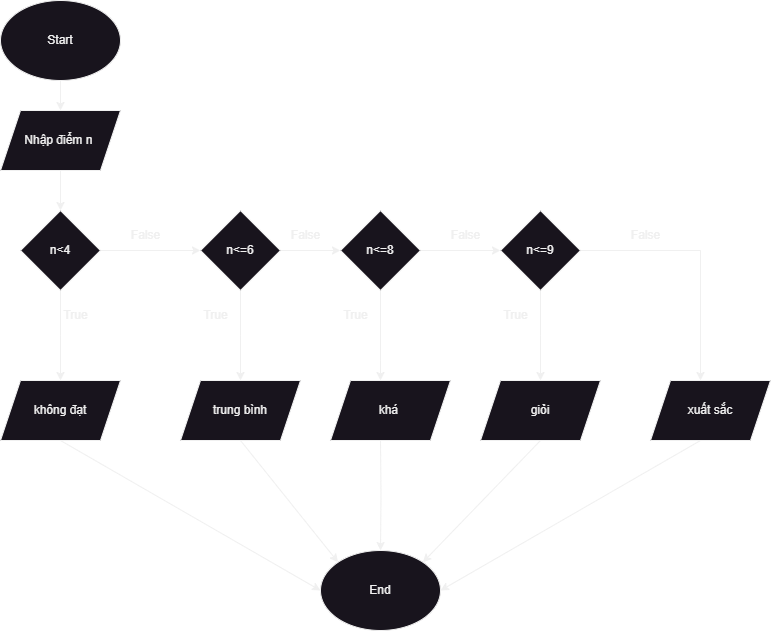 Start
Nhập điểm n
n<4
False
n<=6
False
n<=8
False
n<=9
False
True
True
True
True
không đạt
trung bình
khá
giỏi
xuất sắc
End